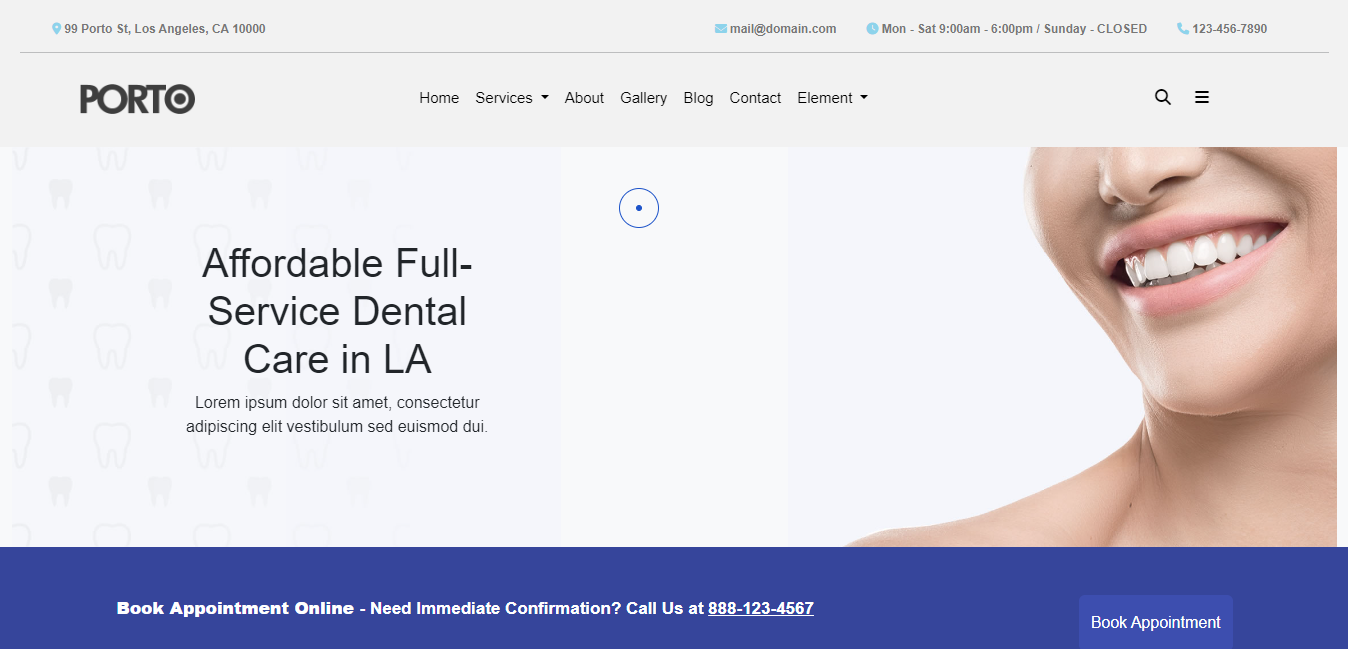 99 Porto St, Los Angeles, CA 10000
mail@domain.com
Mon - Sat 9:00am - 6:00pm / Sunday - CLOSED
123-456-7890
PORTO
Home Services About Gallery Blog Contact Element
Affordable Full-
Service Dental
Care in LA
Lorem ipsum dolor sit amet, consectetur
adipiscing elit vestibulum sed euismod dui.
Book Appointment Online - Need Immediate Confirmation? Call Us at 888-123-4567
Book Appointment